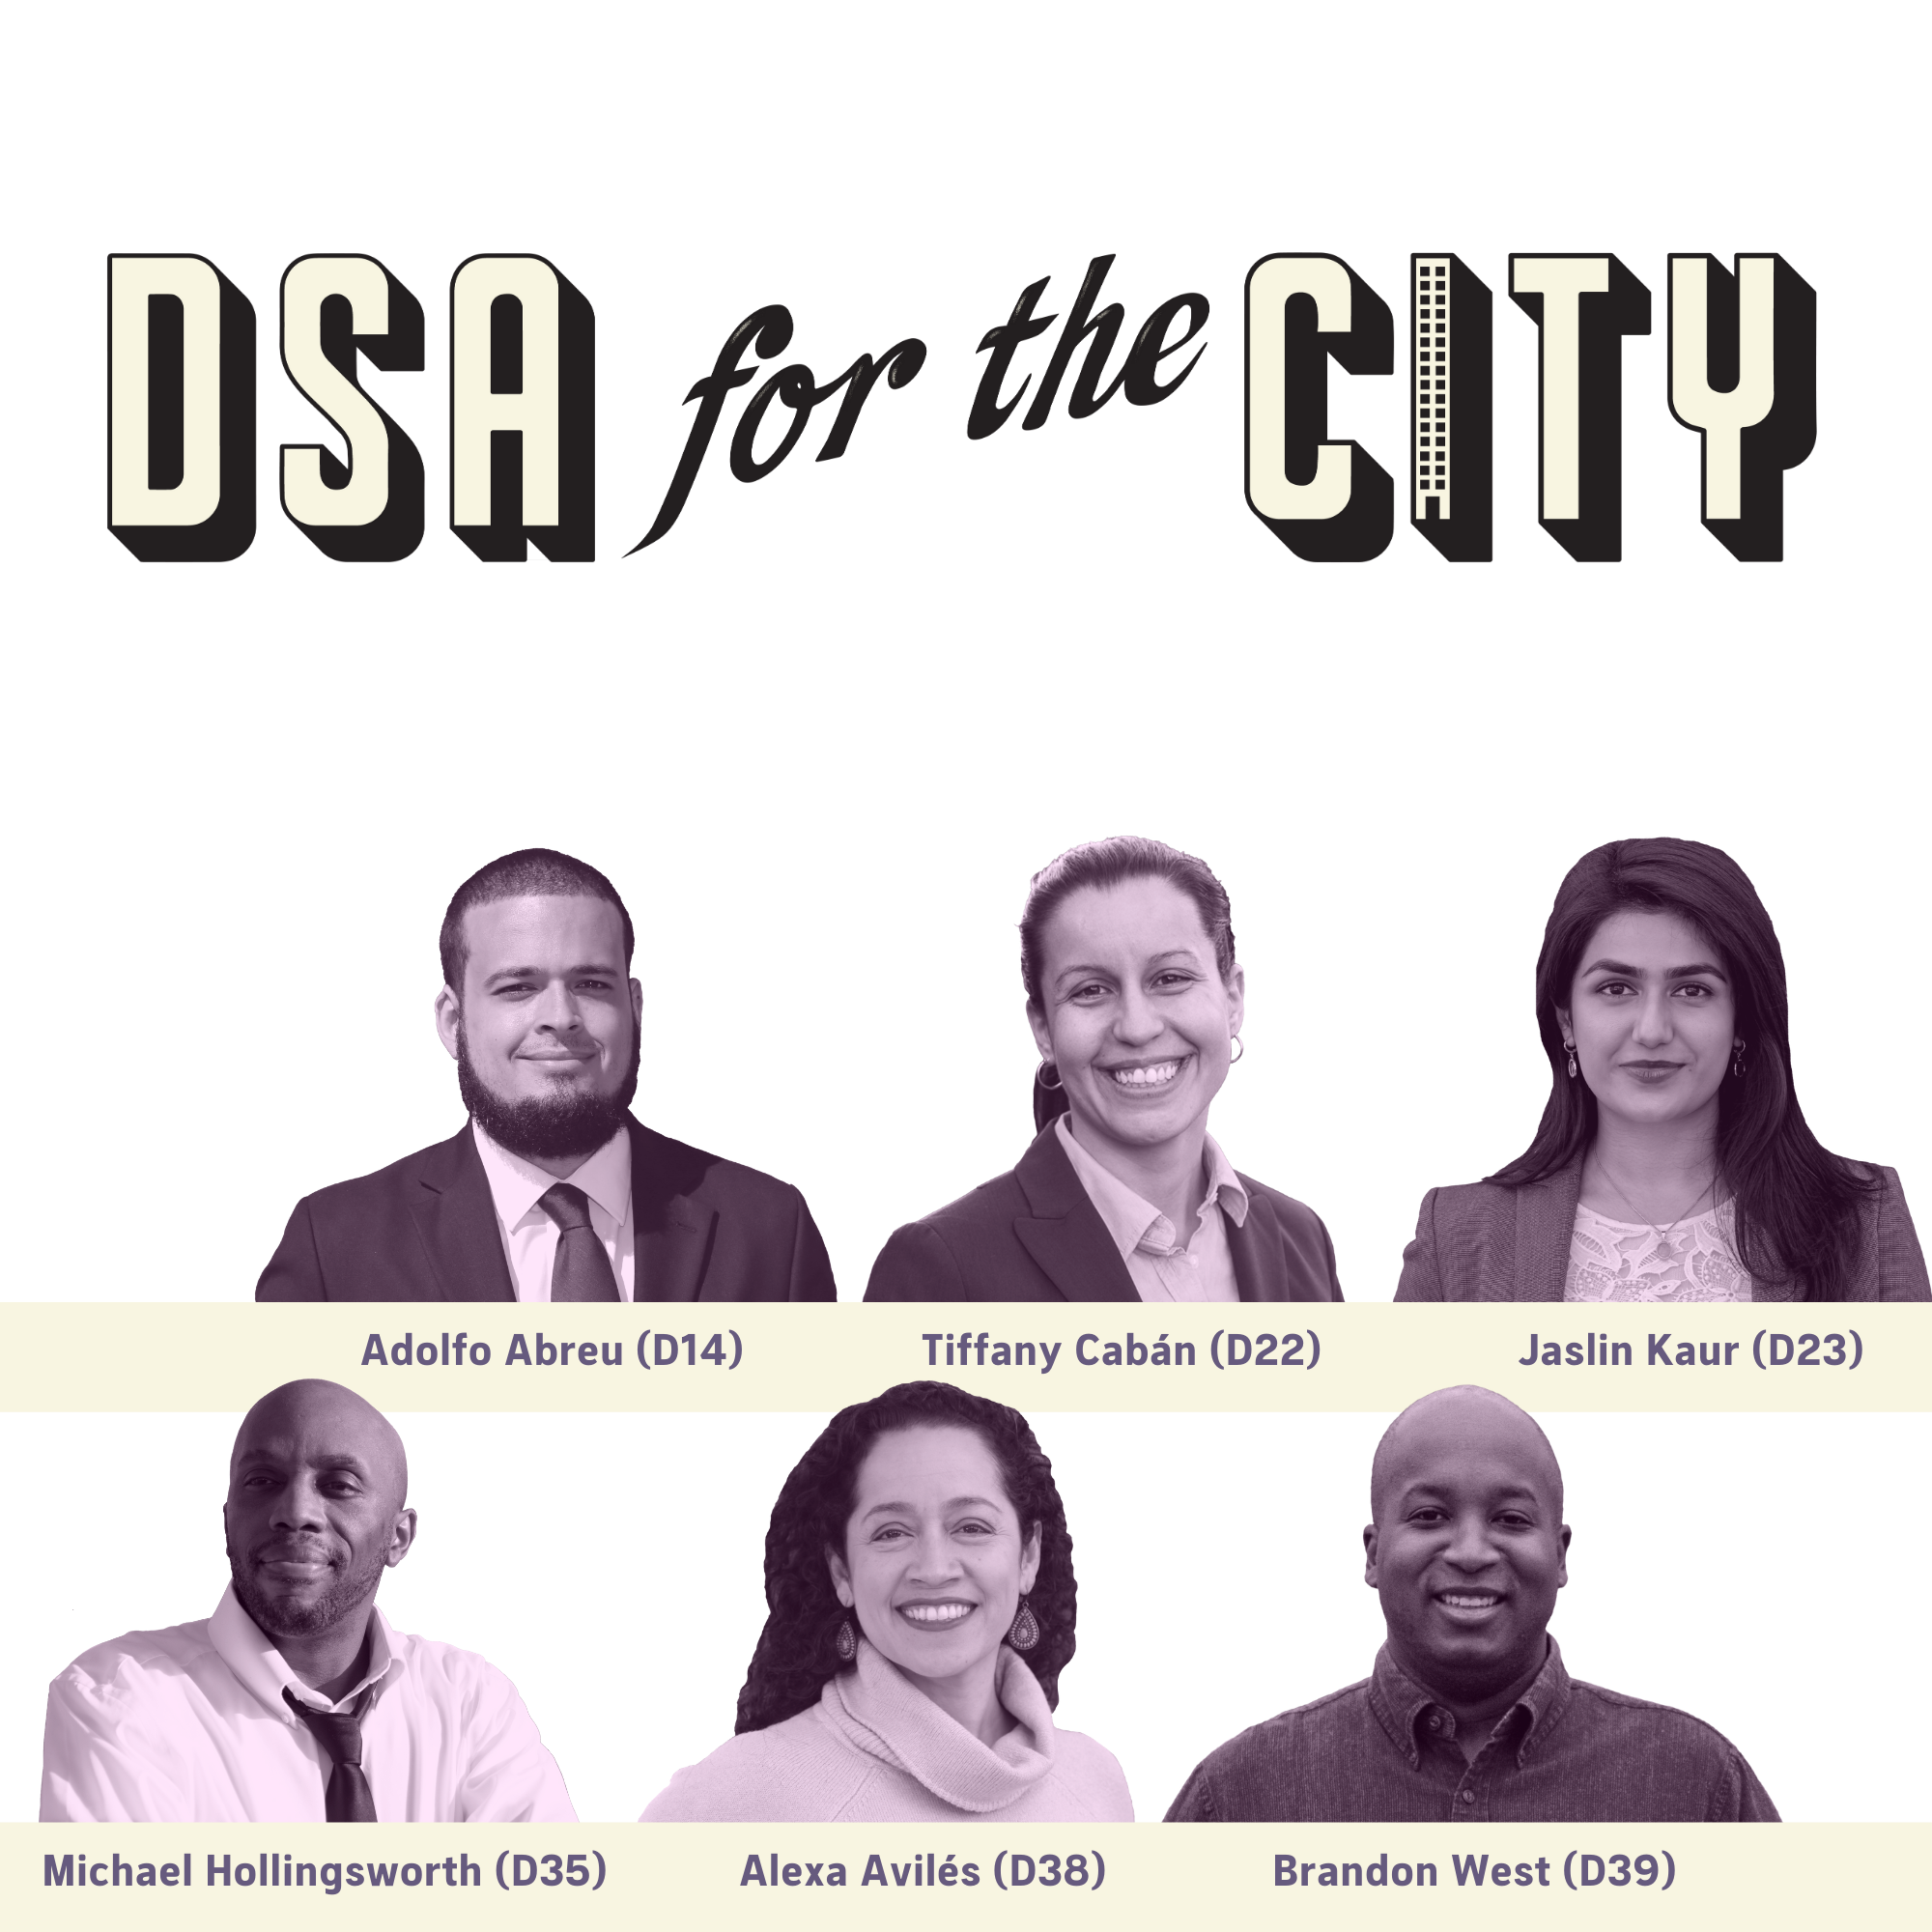 DSA for the CITY
Adolfo Abreu (D14)
Tiffany Cabán (D22)
Jaslin Kaur (D23)
Michael Hollingsworth (D35)
Alexa Avilés (D38)
Brandon West (D39)